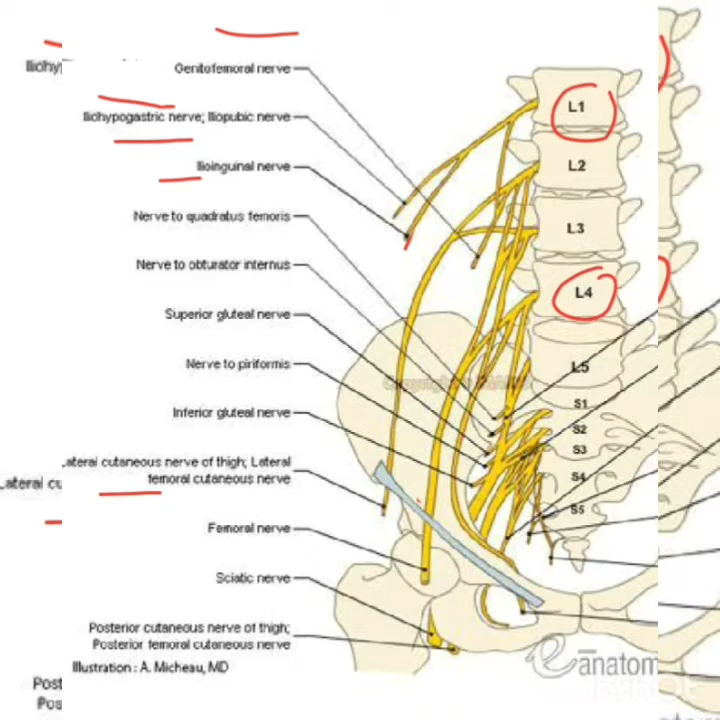 Genitofemoral nerve
Iliohypogastric nerve; Iliopubic nerve
Ilioinguinal nerve
Nerve to quadratus femoris
Nerve to obturator internus
Superior gluteal nerve
Nerve to piriformis
Inferior gluteal nerve
Lateral cutaneous nerve of thigh; Lateral
femoral cutaneous nerve
Femoral nerve
Sciatic nerve
Posterior cutaneous nerve of thigh;
Posterior femoral cutaneous nerve
Illustration : A. Micheau, MD
L1
L2
L3
L4
L5
S1
S2
S3
S4
S5
Iliohy
Lateral cu
Post
Pos
e anatom